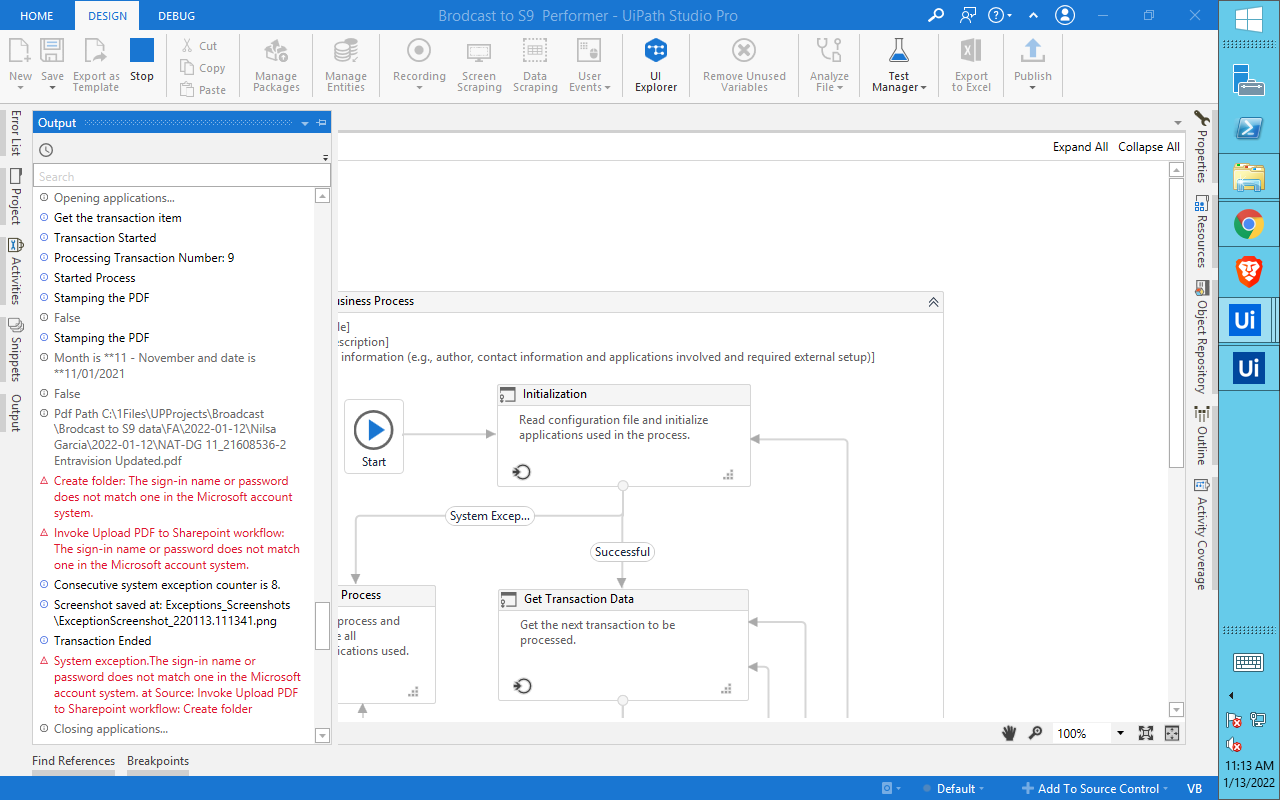 HOME DESIGN DEBUG Brodcast to S9 Performer - UiPath Studio Pro
New Save Export as Template Stop Cut Copy Paste Manage Packages Manage Entities Recording Screen Scraping Data Scraping User Events UI Explorer Remove Unused Variables Analyze File Test Manager Export to Excel Publish
Error List
Project
Activities
Snippets
Output
Output
Search
Opening applications...
Get the transaction item
Transaction Started
Processing Transaction Number: 9
Started Process
Stamping the PDF
False
Stamping the PDF
Month is **11 - November and date is
**11/01/2021
False
Pdf Path C:\1Files\UPProjects\Broadcast
\Brodcast to S9 data\FA\2022-01-12\Nilsa
Garcia\2022-01-12\NAT-DG 11_21608536-2
Entravision Updated.pdf
Create folder: The sign-in name or password
does not match one in the Microsoft account
system.
Invoke Upload PDF to Sharepoint workflow:
The sign-in name or password does not match
one in the Microsoft account system.
Consecutive system exception counter is 8.
Screenshot saved at: Exceptions_Screenshots
\ExceptionScreenshot_220113.111341.png
Transaction Ended
System exception.The sign-in name or
password does not match one in the Microsoft
account system. at Source: Invoke Upload PDF
to Sharepoint workflow: Create folder
Closing applications...
Find References Breakpoints
Expand All Collapse All
usiness Process
le]
escription]
information (e.g., author, contact information and applications involved and required external setup)]
Start
Initialization
Read configuration file and initialize
applications used in the process.
System Excep...
Successful
Process
process and
e all
ications used.
Get Transaction Data
Get the next transaction to be
processed.
100%
Properties
Resources
Object Repository
Outline
Activity Coverage
Default Add To Source Control VB
Ui
Ui
11:13 AM
1/13/2022